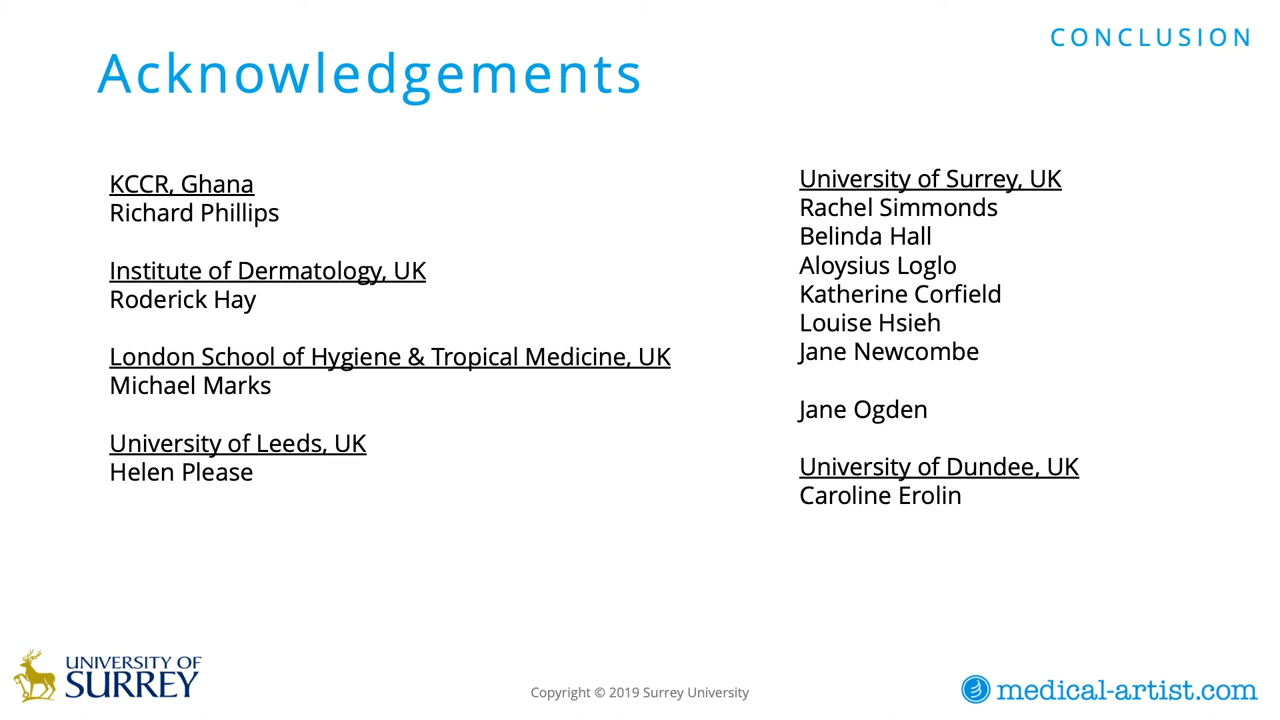 CONCLUSION
Acknowledgements
KCCR, Ghana
Richard Phillips
Institute of Dermatology, UK
Roderick Hay
London School of Hygiene & Tropical Medicine, UK
Michael Marks
University of Leeds, UK
Helen Please
University of Surrey, UK
Rachel Simmonds
Belinda Hall
Aloysius Loglo
Katherine Corfield
Louise Hsieh
Jane Newcombe
Jane Ogden
University of Dundee, UK
Caroline Erolin
UNIVERSITY OF
SURREY
Copyright © 2019 Surrey University
medical-artist.com